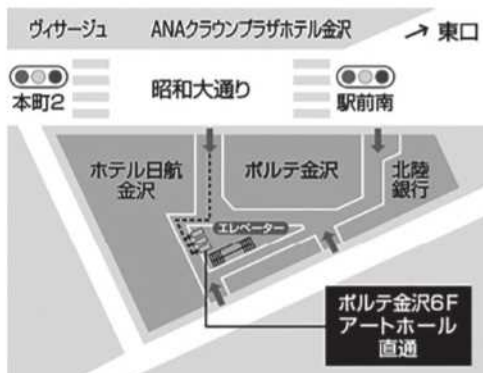 ヴィサージュ ANAクラウンプラザホテル金沢 東口
本町2 昭和大通り 駅前南
ホテル日航
金沢
ポルテ金沢
北陸
銀行
エレベーター
ポルテ金沢6F
アートホール
直通